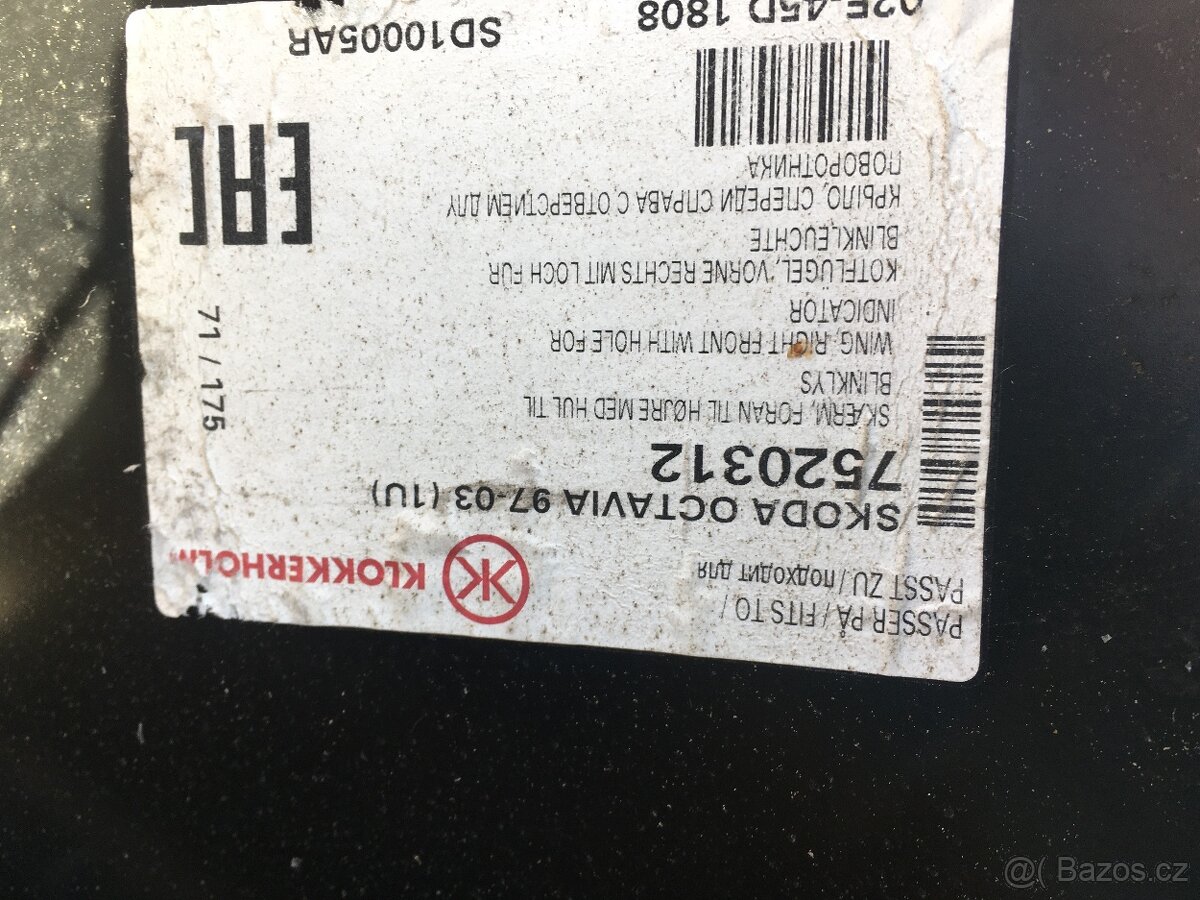 PASSER PÅ / FITS TO /
PASST ZU / ПОДХОДИТ ДЛЯ
KLOKKERHOLM
SKODA OCTAVIA 97-03 (1U)
7520312
SKÆRM, FORAN TIL HØJRE MED HUL TIL
BLINKLYS
WING, RIGHT FRONT WITH HOLE FOR
INDICATOR
KOTFLÜGEL, VORNE RECHTS MIT LOCH FÜR
BLINKLEUCHTE
КРЫЛО, СПЕРЕДИ СПРАВА С ОТВЕРСТИЕМ ДЛУ
ПОВОРОТНИКА
71 / 175
EAC
02F-45D 1808
SD10005AR
@( Bazos.cz